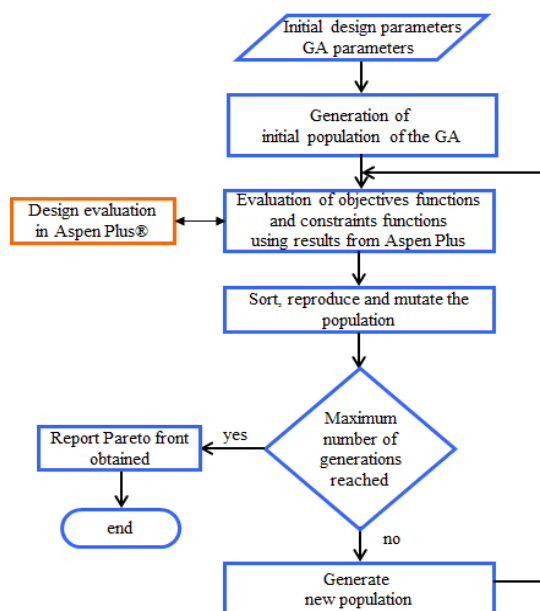 Initial design parameters
GA parameters
Generation of
initial population of the GA
Design evaluation
in Aspen Plus®
Evaluation of objectives functions
and constraints functions
using results from Aspen Plus
Sort, reproduce and mutate the
population
Maximum
number of
generations
reached
yes
Report Pareto front
obtained
end
no
Generate
new population